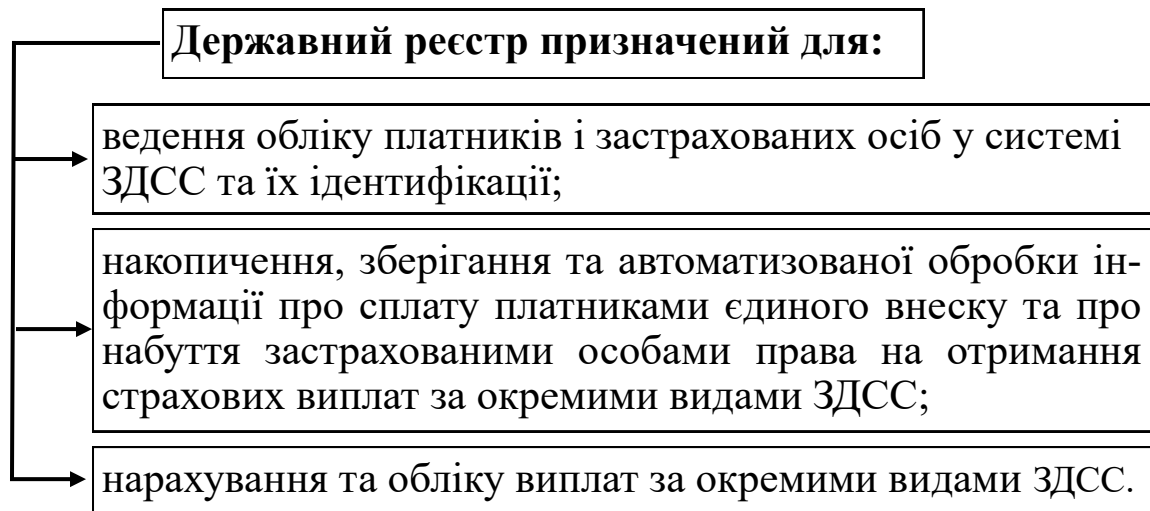 Державний реєстр призначений для:
ведення обліку платників і застрахованих осіб у системі
ЗДСС та їх ідентифікації;
накопичення, зберігання та автоматизованої обробки ін-
формації про сплату платниками єдиного внеску та про
набуття застрахованими особами права на отримання
страхових виплат за окремими видами ЗДСС;
нарахування та обліку виплат за окремими видами ЗДСС.